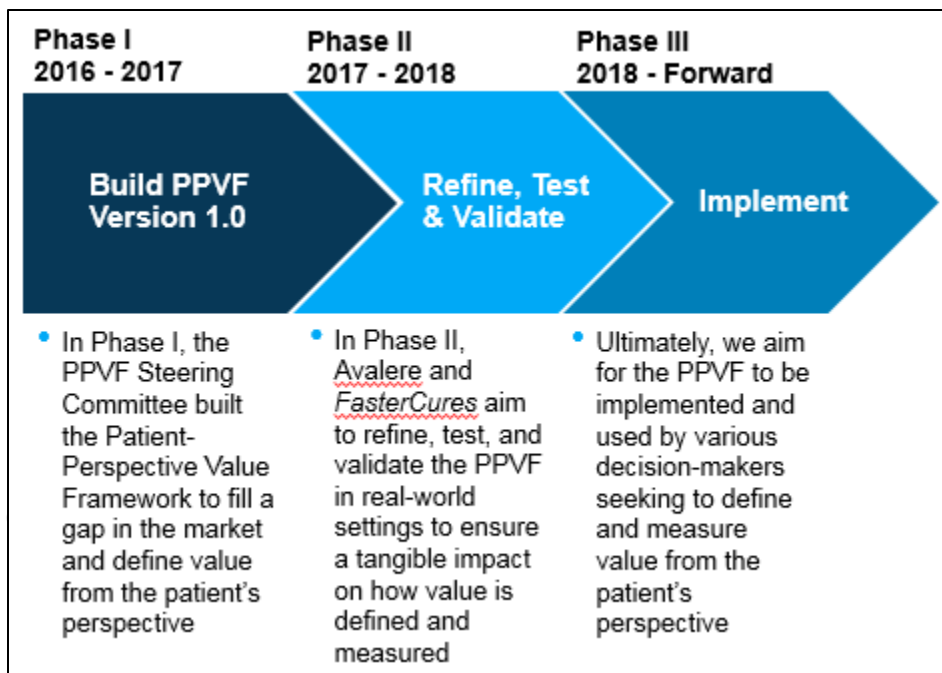 Phase I
2016 - 2017
Phase II
2017 - 2018
Phase III
2018 - Forward
Build PPVF
Version 1.0
Refine, Test
& Validate
Implement
• In Phase I, the
PPVF Steering
Committee built
the Patient-
Perspective Value
Framework to fill a
gap in the market
and define value
from the patient’s
perspective
• In Phase II,
Avalere and
FasterCures aim
to refine, test, and
validate the PPVF
in real-world
settings to ensure
a tangible impact
on how value is
defined and
measured
• Ultimately, we aim
for the PPVF to be
implemented and
used by various
decision-makers
seeking to define
and measure
value from the
patient’s
perspective